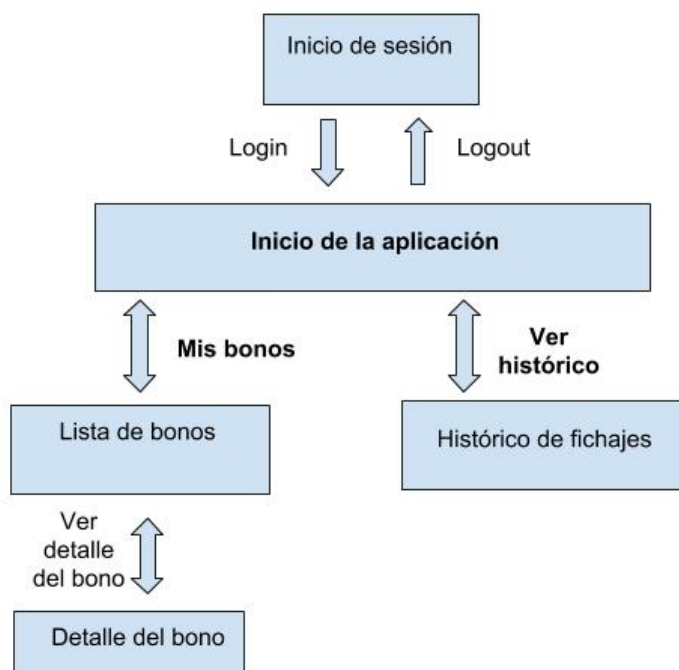 Inicio de sesión
Login
Logout
Inicio de la aplicación
Mis bonos
Ver
histórico
Lista de bonos
Histórico de fichajes
Ver
detalle
del bono
Detalle del bono